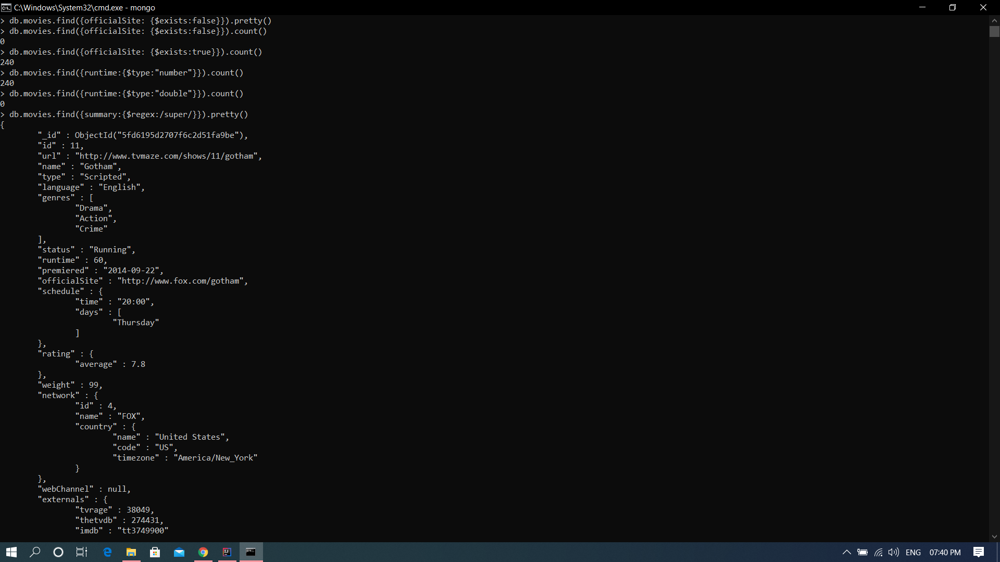 C:\Windows\System32\cmd.exe - mongo
> db.movies.find({officialSite: {$exists:false}}).pretty()
> db.movies.find({officialSite: {$exists:false}}).count()
0
> db.movies.find({officialSite: {$exists:true}}).count()
240
> db.movies.find({runtime:{$type:"number"}}).count()
240
> db.movies.find({runtime:{$type:"double"}}).count()
0
> db.movies.find({summary:{$regex:/super/}}).pretty()
{
        "_id" : ObjectId("5fd6195d2707f6c2d51fa9be"),
        "id" : 11,
        "url" : "http://www.tvmaze.com/shows/11/gotham",
        "name" : "Gotham",
        "type" : "Scripted",
        "language" : "English",
        "genres" : [
                "Drama",
                "Action",
                "Crime"
        ],
        "status" : "Running",
        "runtime" : 60,
        "premiered" : "2014-09-22",
        "officialSite" : "http://www.fox.com/gotham",
        "schedule" : {
                "time" : "20:00",
                "days" : [
                        "Thursday"
                ]
        },
        "rating" : {
                "average" : 7.8
        },
        "weight" : 99,
        "network" : {
                "id" : 4,
                "name" : "FOX",
                "country" : {
                        "name" : "United States",
                        "code" : "US",
                        "timezone" : "America/New_York"
                }
        },
        "webChannel" : null,
        "externals" : {
                "tvrage" : 38049,
                "thetvdb" : 274431,
                "imdb" : "tt3749900"
ENG 07:40 PM